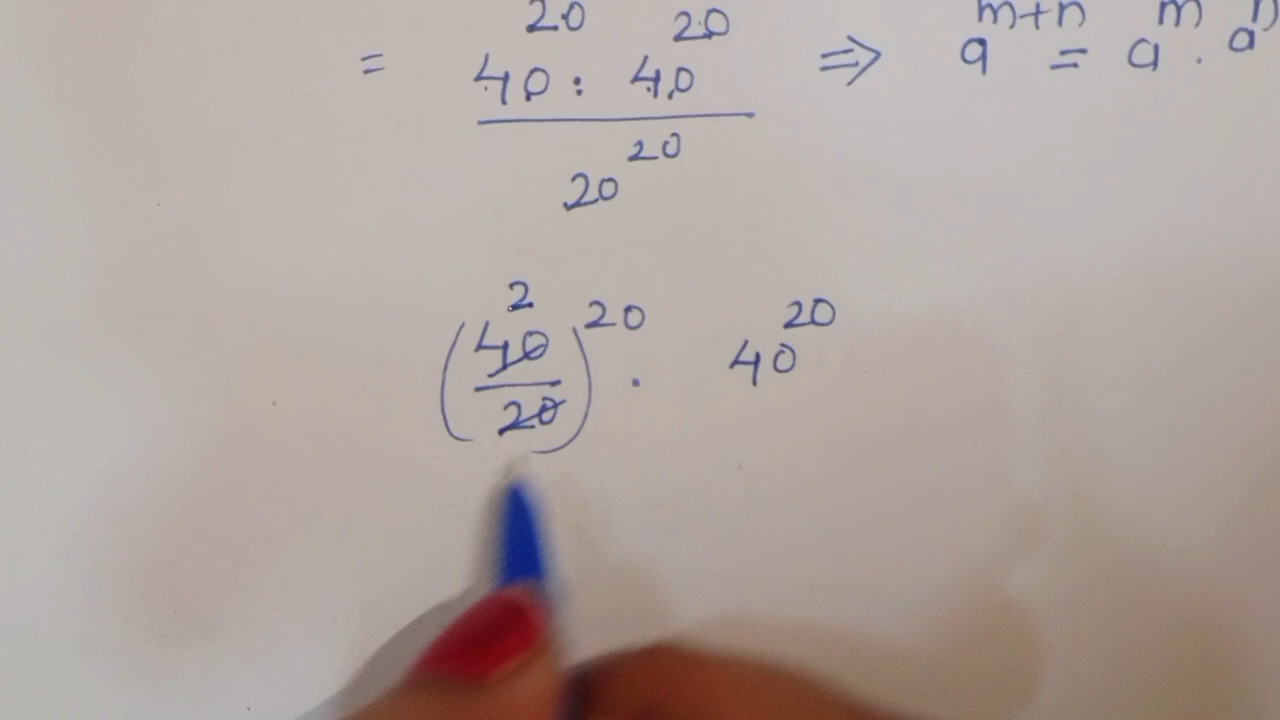 = 40^20 : 40^20 / 20^20 ⇒ a^m+n = a^m . a^n
(40/20)^20 . 40^20
2